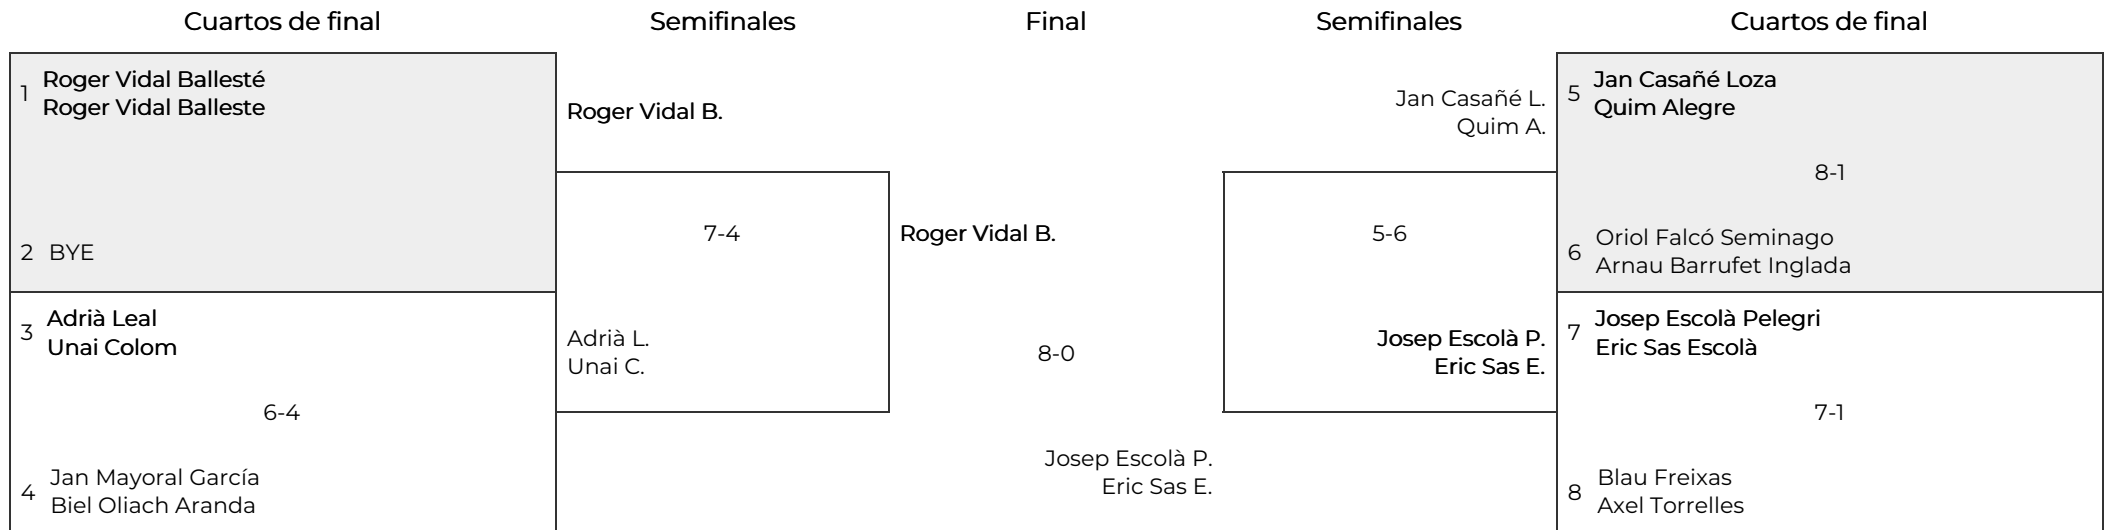 Cuartos de final
Semifinales
Final
Semifinales
Cuartos de final
1
Roger Vidal Ballesté
Roger Vidal Balleste
2 BYE
3
Adrià Leal
Unai Colom
6-4
4
Jan Mayoral García
Biel Oliach Aranda
Roger Vidal B.
7-4
Adrià L.
Unai C.
Roger Vidal B.
8-0
Josep Escolà P.
Eric Sas E.
Jan Casañé L.
Quim A.
5-6
Josep Escolà P.
Eric Sas E.
5
Jan Casañé Loza
Quim Alegre
8-1
6
Oriol Falcó Seminago
Arnau Barrufet Inglada
7
Josep Escolà Pelegri
Eric Sas Escolà
7-1
8
Blau Freixas
Axel Torrelles